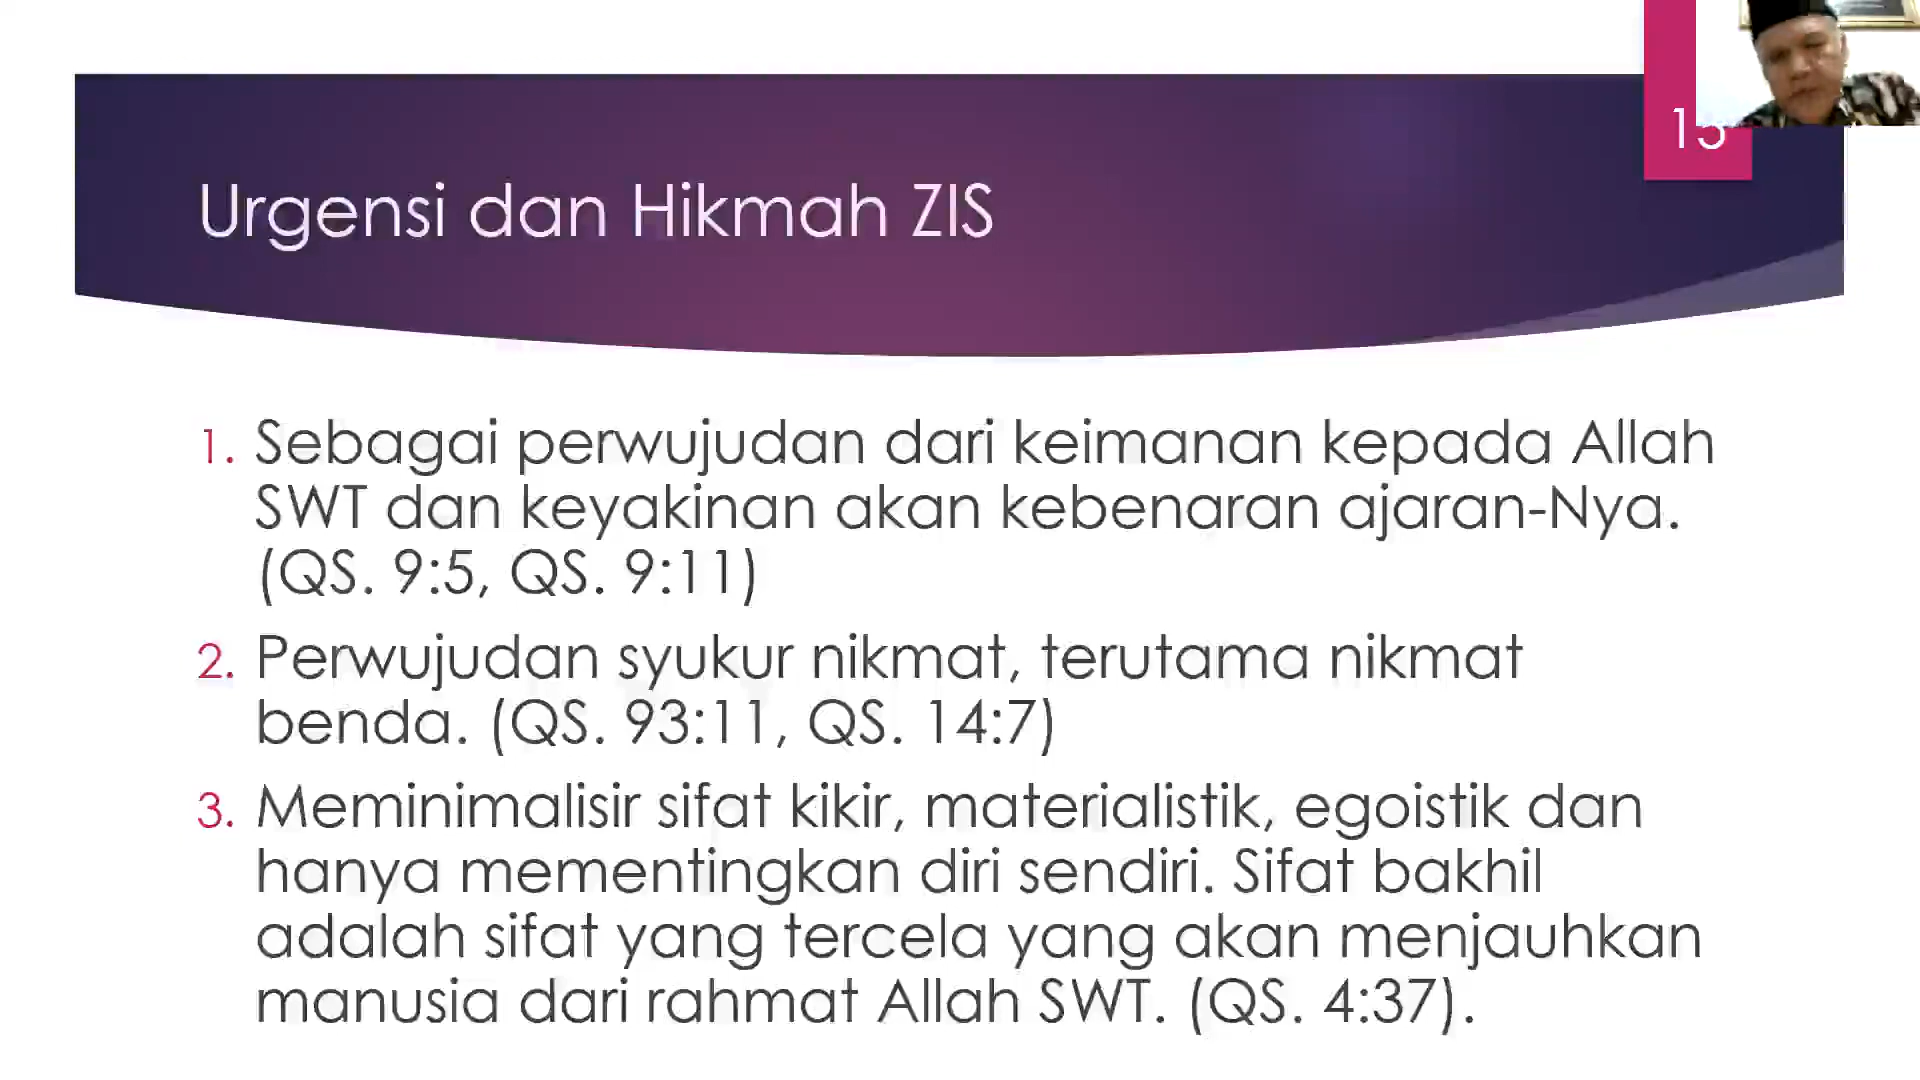 15
Urgensi dan Hikmah ZIS
1. Sebagai perwujudan dari keimanan kepada Allah
SWT dan keyakinan akan kebenaran ajaran-Nya.
(QS. 9:5, QS. 9:11)
2. Perwujudan syukur nikmat, terutama nikmat
benda. (QS. 93:11, QS. 14:7)
3. Meminimalisir sifat kikir, materialistik, egoistik dan
hanya mementingkan diri sendiri. Sifat bakhil
adalah sifat yang tercela yang akan menjauhkan
manusia dari rahmat Allah SWT. (QS. 4:37).